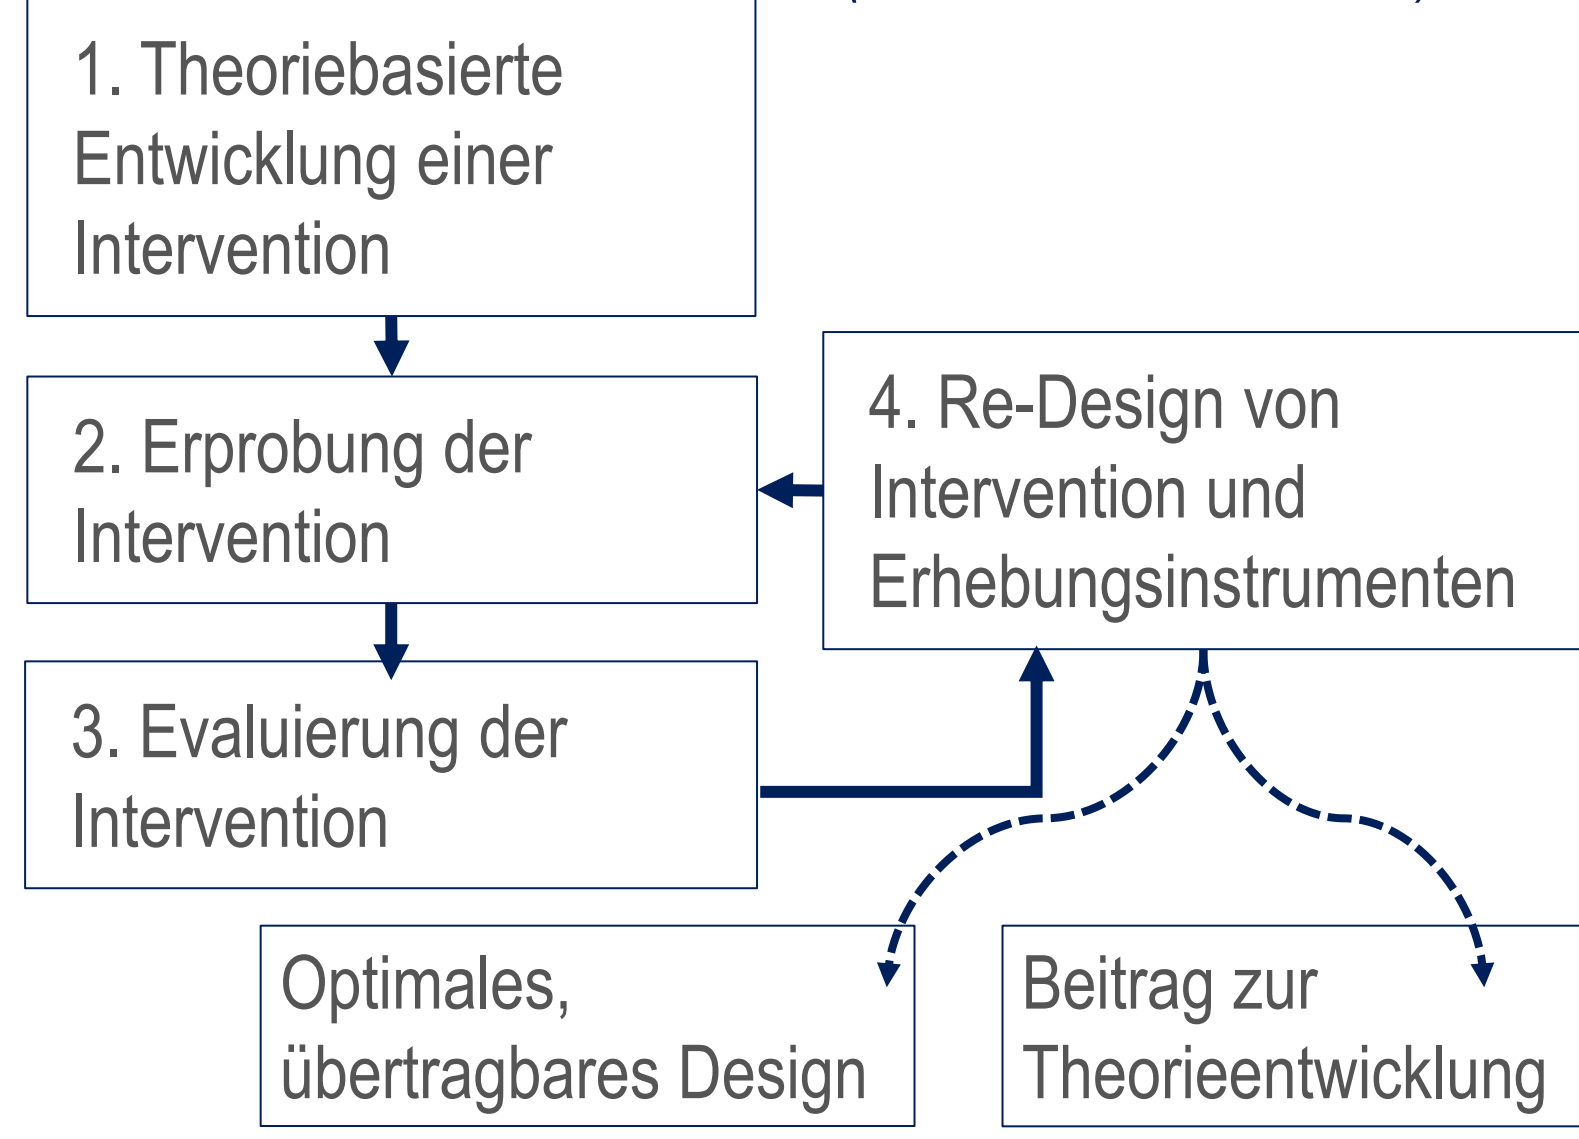 1. Theoriebasierte
Entwicklung einer
Intervention
2. Erprobung der
Intervention
4. Re-Design von
Intervention und
Erhebungsinstrumenten
3. Evaluierung der
Intervention
Optimales,
übertragbares Design
Beitrag zur
Theorieentwicklung